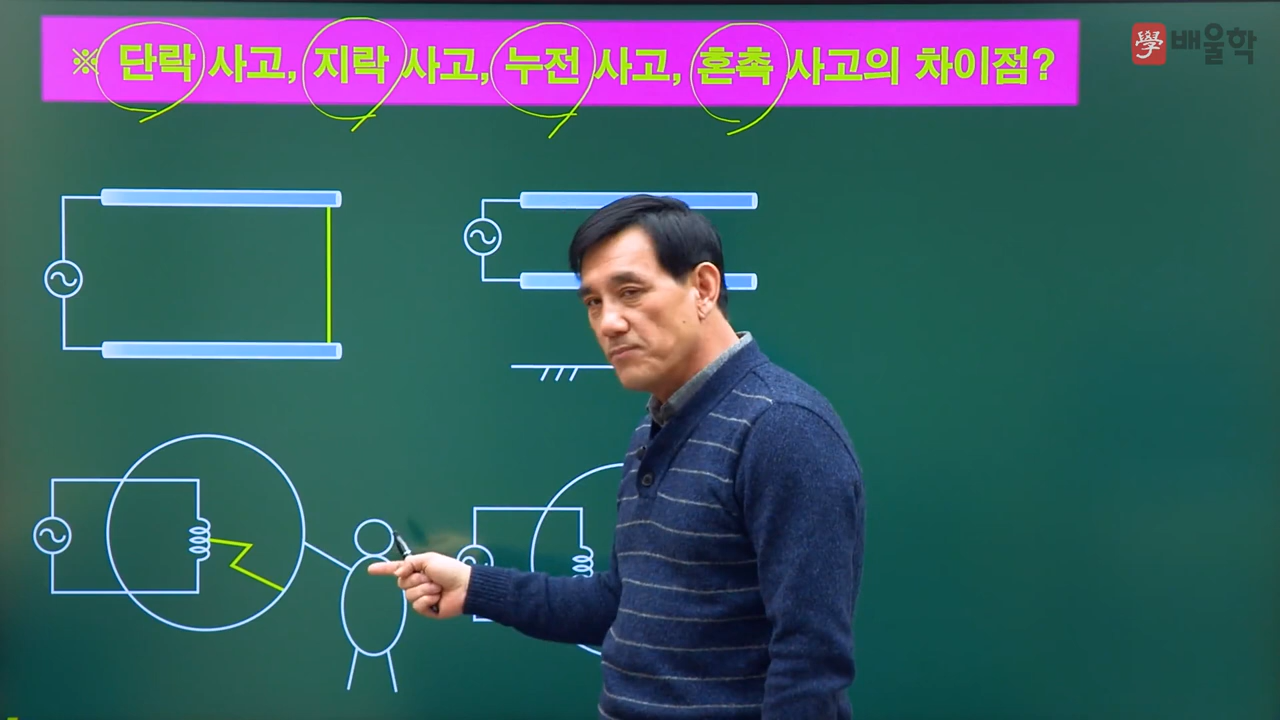 ※ 단락 사고, 지락 사고, 누전 사고, 혼촉 사고의 차이점?
學 배울학